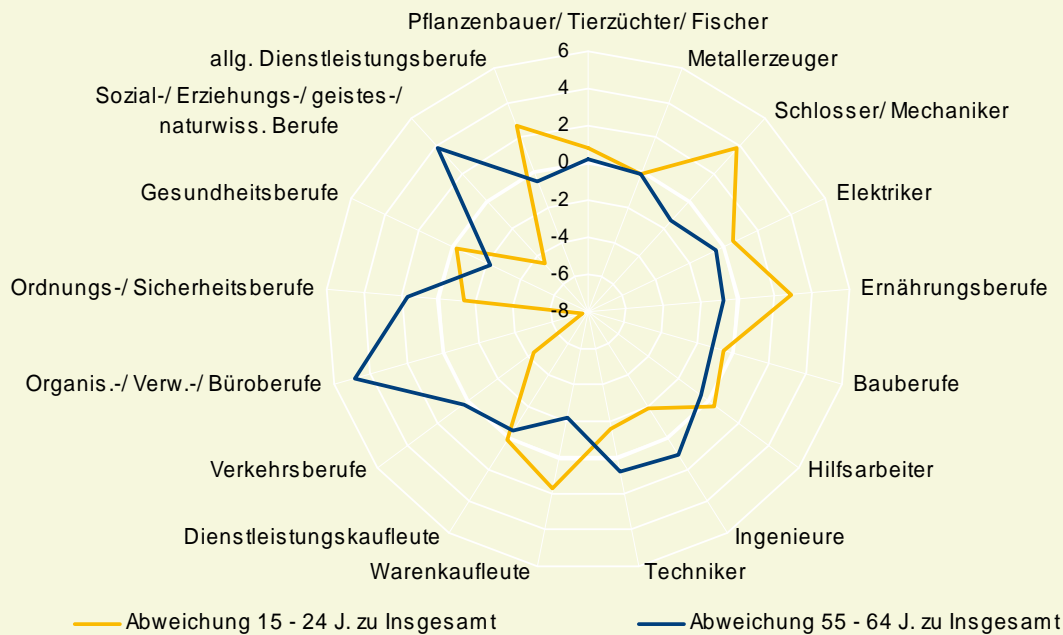 Pflanzenbauer/ Tierzüchter/ Fischer
Metallerzeuger
Schlosser/ Mechaniker
Elektriker
Ernährungsberufe
Bauberufe
Hilfsarbeiter
Ingenieure
Techniker
Warenkaufleute
Dienstleistungskaufleute
Verkehrsberufe
Organis.-/ Verw.-/ Büroberufe
Ordnungs-/ Sicherheitsberufe
Gesundheitsberufe
Sozial-/ Erziehungs-/ geistes-/
naturwiss. Berufe
allg. Dienstleistungsberufe
6
4
2
0
-2
-4
-6
-8
Abweichung 15 - 24 J. zu Insgesamt
Abweichung 55 - 64 J. zu Insgesamt